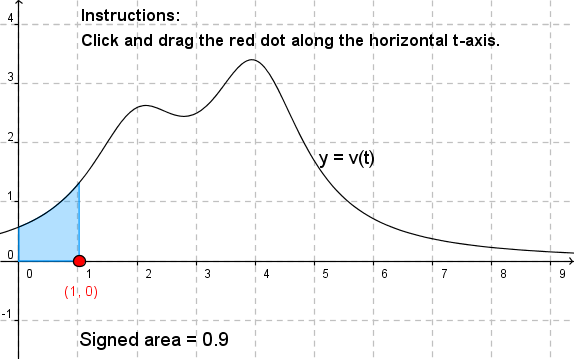 Instructions:
Click and drag the red dot along the horizontal t-axis.
4
3
2
1
0
-1
y = v(t)
0 1 2 3 4 5 6 7 8 9
(1, 0)
Signed area = 0.9